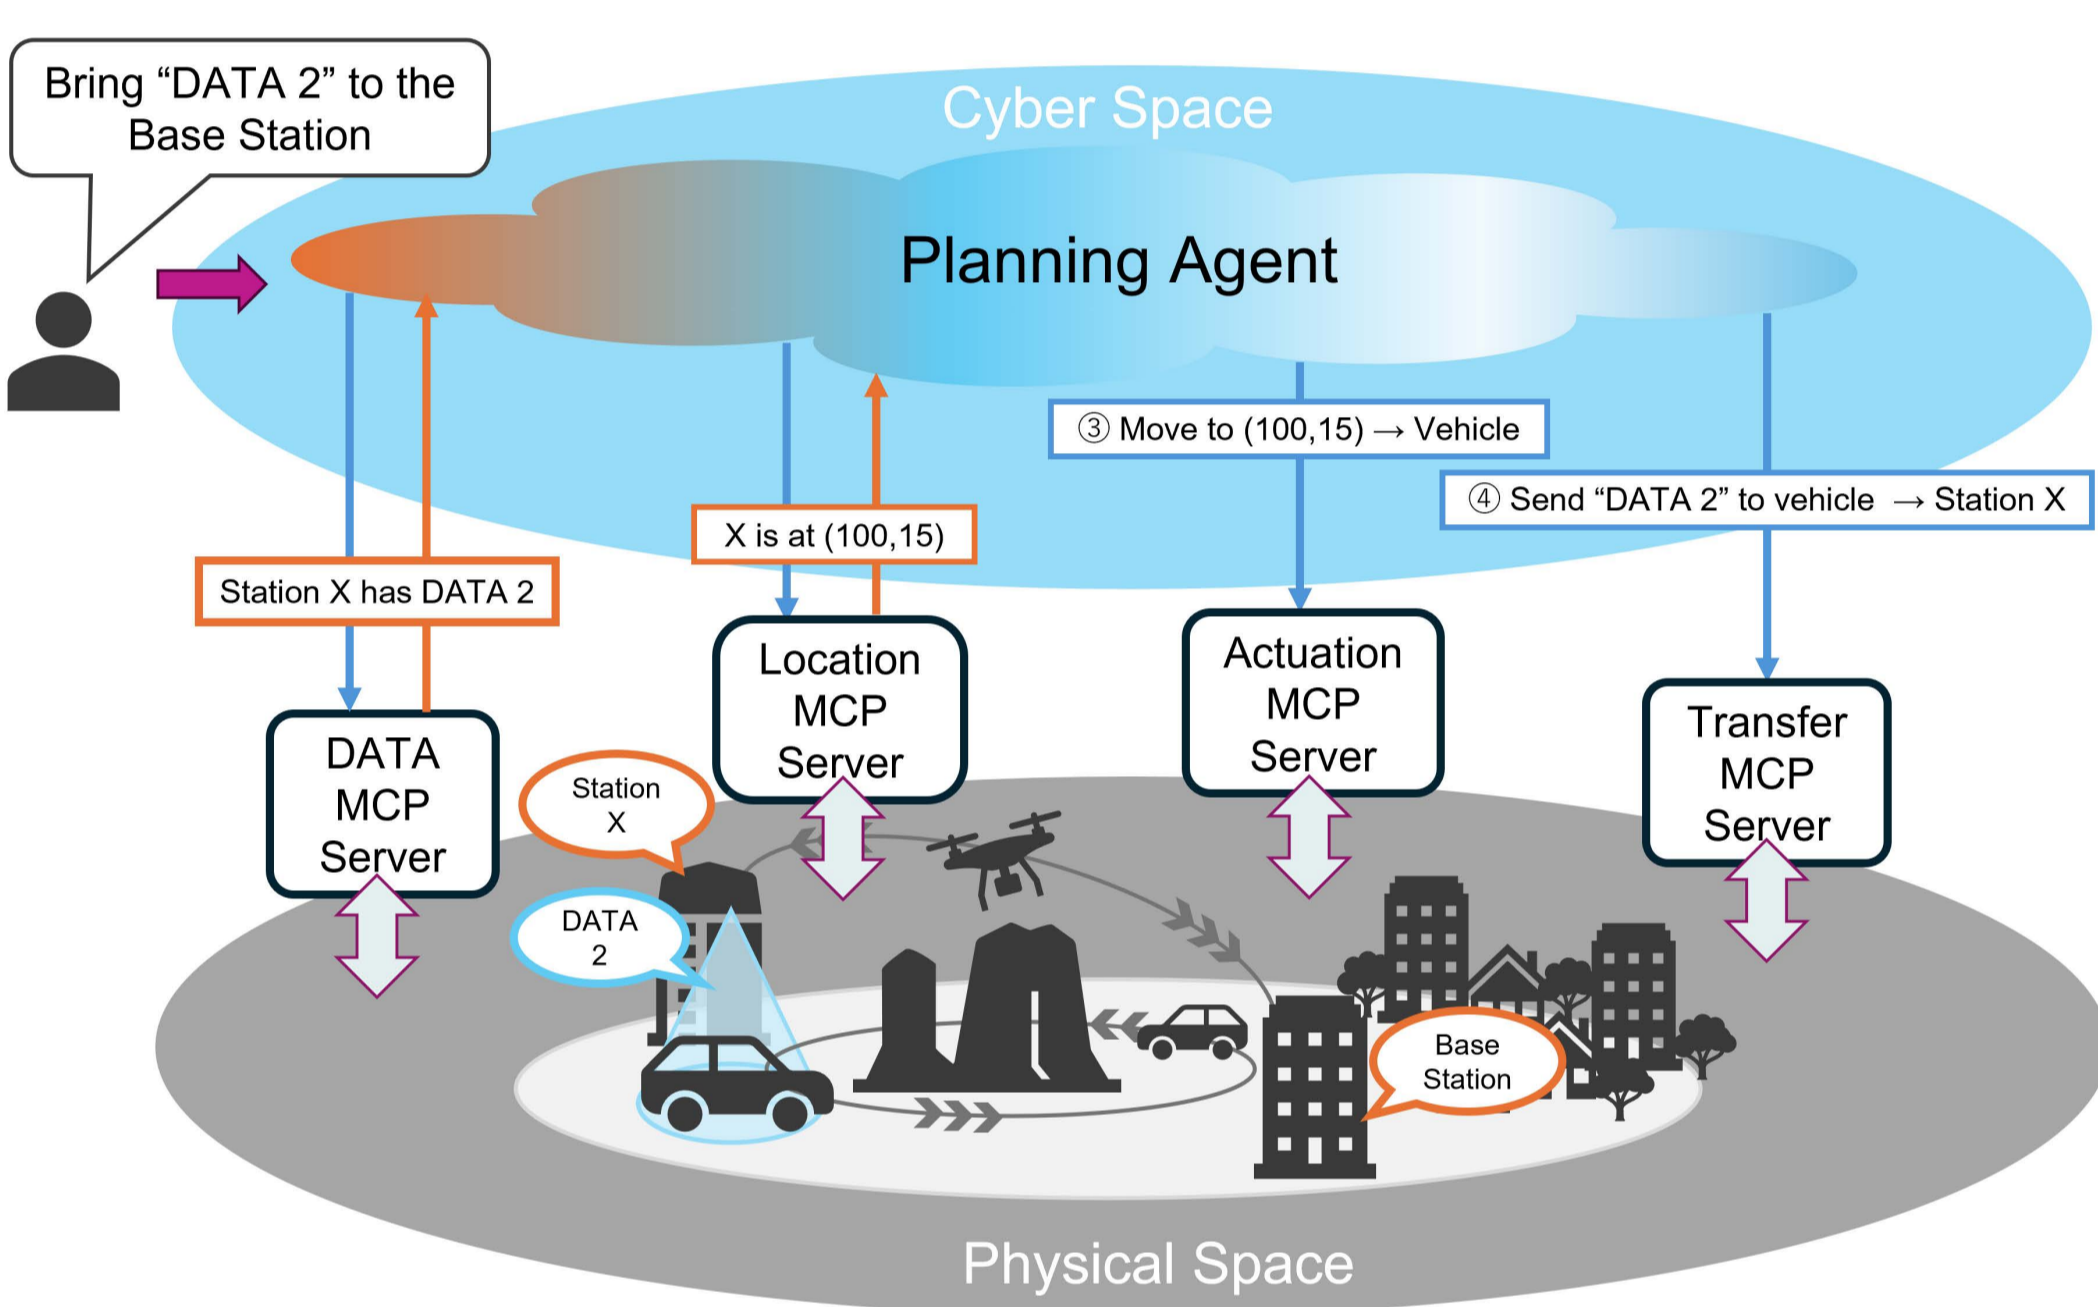 Bring “DATA 2” to the
Base Station
Cyber Space
Planning Agent
③ Move to (100,15) → Vehicle
④ Send “DATA 2” to vehicle → Station X
X is at (100,15)
Station X has DATA 2
DATA
MCP
Server
Location
MCP
Server
Actuation
MCP
Server
Transfer
MCP
Server
Station
X
DATA
2
Base
Station
Physical Space